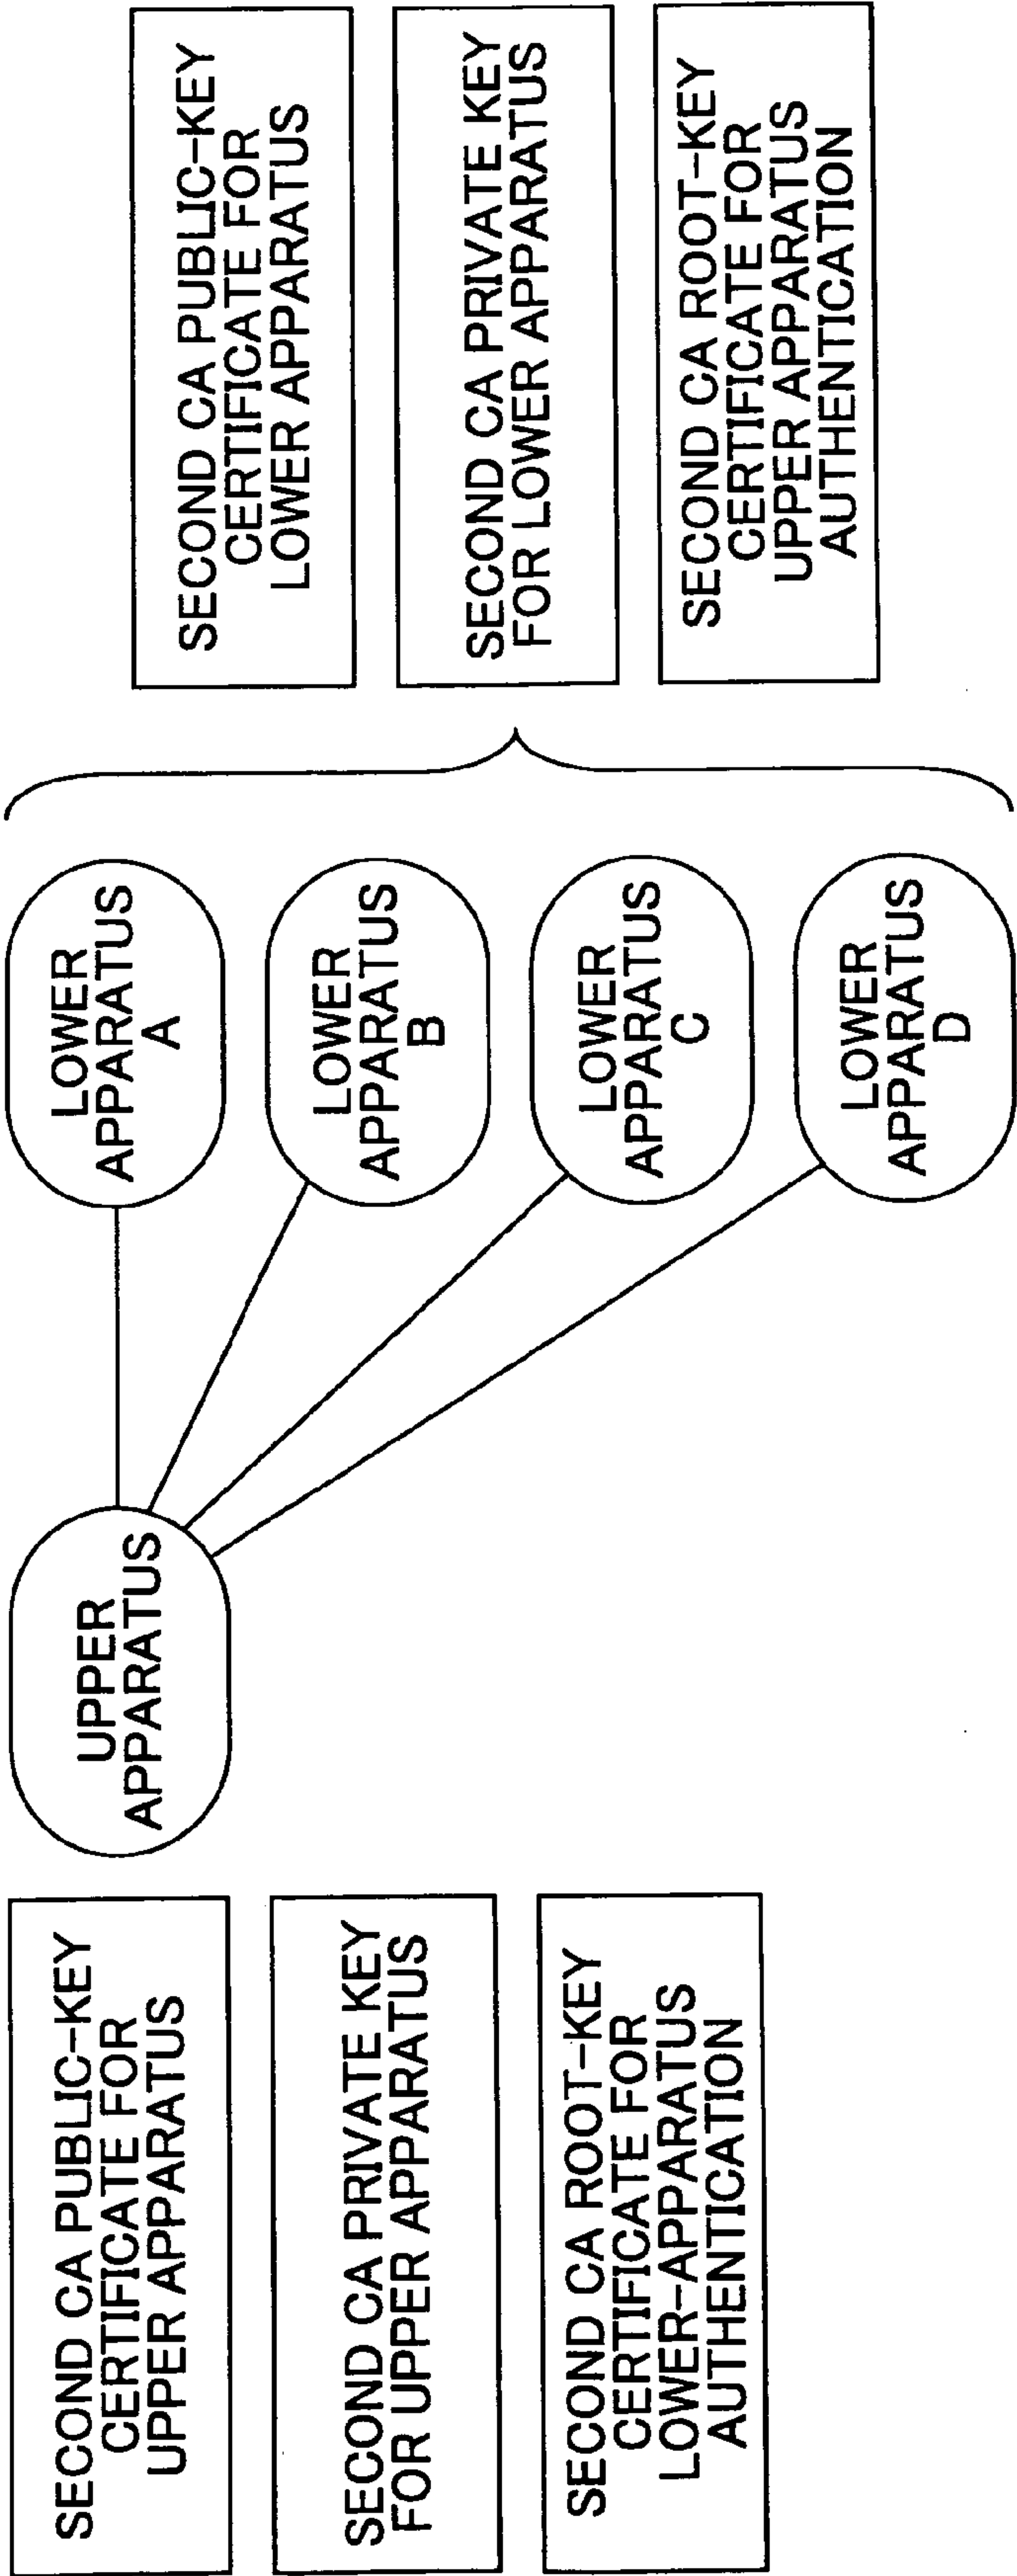 SECOND CA PUBLIC-KEY
CERTIFICATE FOR
UPPER APPARATUS
SECOND CA PRIVATE KEY
FOR UPPER APPARATUS
SECOND CA ROOT-KEY
CERTIFICATE FOR
LOWER-APPARATUS
AUTHENTICATION
UPPER
APPARATUS
LOWER
APPARATUS
A
LOWER
APPARATUS
B
LOWER
APPARATUS
C
LOWER
APPARATUS
D
SECOND CA PUBLIC-KEY
CERTIFICATE FOR
LOWER APPARATUS
SECOND CA PRIVATE KEY
FOR LOWER APPARATUS
SECOND CA ROOT-KEY
CERTIFICATE FOR
UPPER APPARATUS
AUTHENTICATION